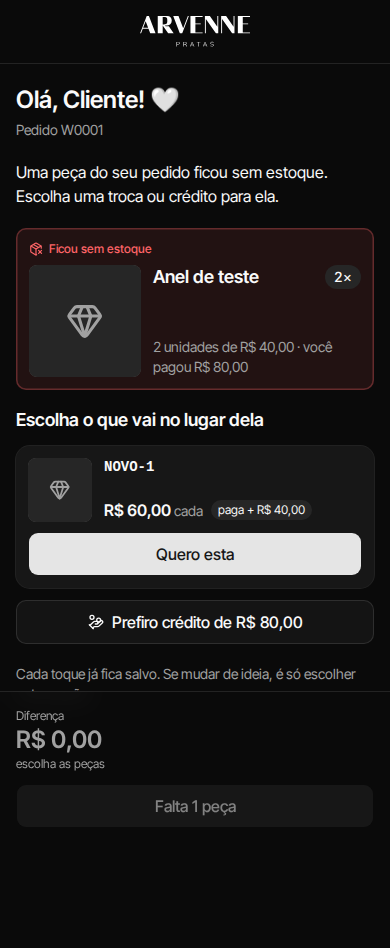 ARVENNE
PRATAS
Olá, Cliente! 🤍
Pedido W0001
Uma peça do seu pedido ficou sem estoque.
Escolha uma troca ou crédito para ela.
Ficou sem estoque
Anel de teste
2×
2 unidades de R$ 40,00 · você
pagou R$ 80,00
Escolha o que vai no lugar dela
NOVO-1
R$ 60,00 cada
paga + R$ 40,00
Quero esta
Prefiro crédito de R$ 80,00
Cada toque já fica salvo. Se mudar de ideia, é só escolher
Diferença
R$ 0,00
escolha as peças
Falta 1 peça